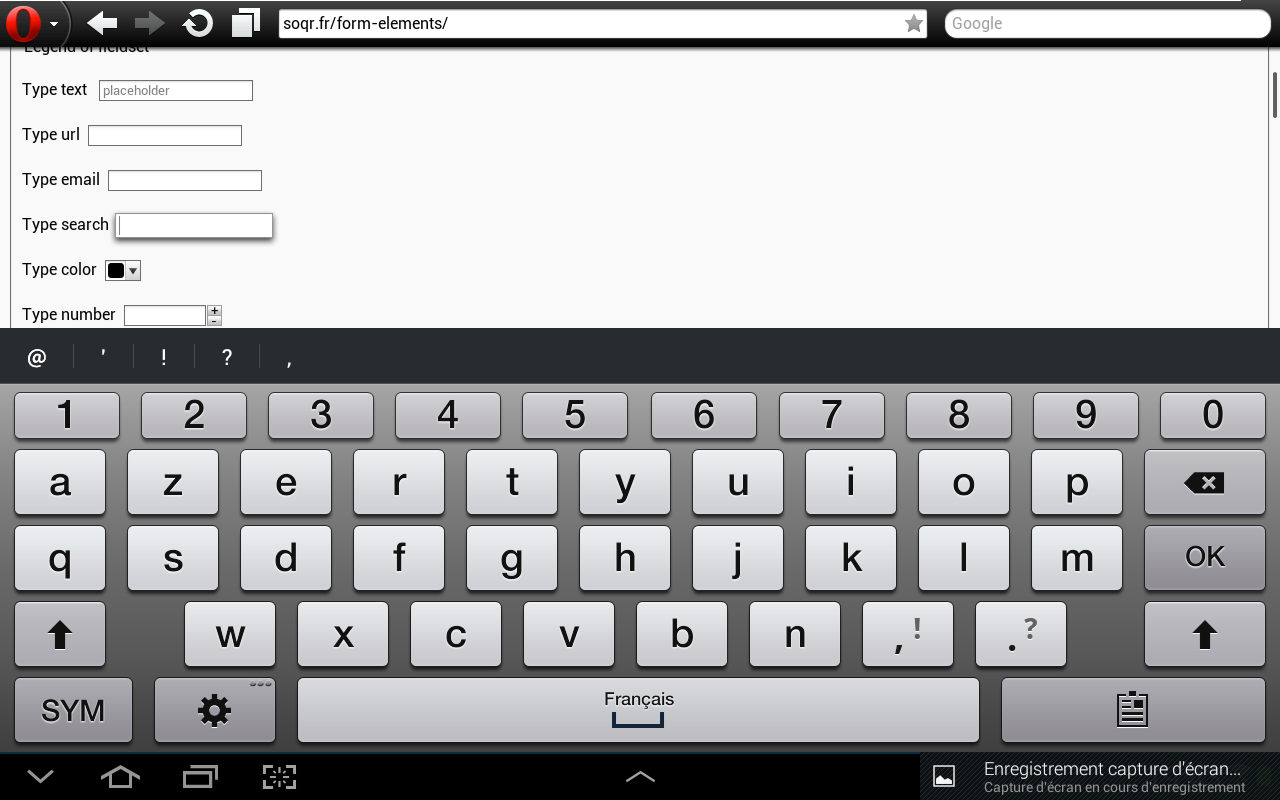 soqr.fr/form-elements/ Google
Legend of fieldset
Type text placeholder
Type url
Type email
Type search
Type color
Type number + -
@ ' ! ? ,
1 2 3 4 5 6 7 8 9 0
a z e r t y u i o p
q s d f g h j k l m OK
w x c v b n , ! . ?
SYM Français
Enregistrement capture d'écran...
Capture d'écran en cours d'enregistrement